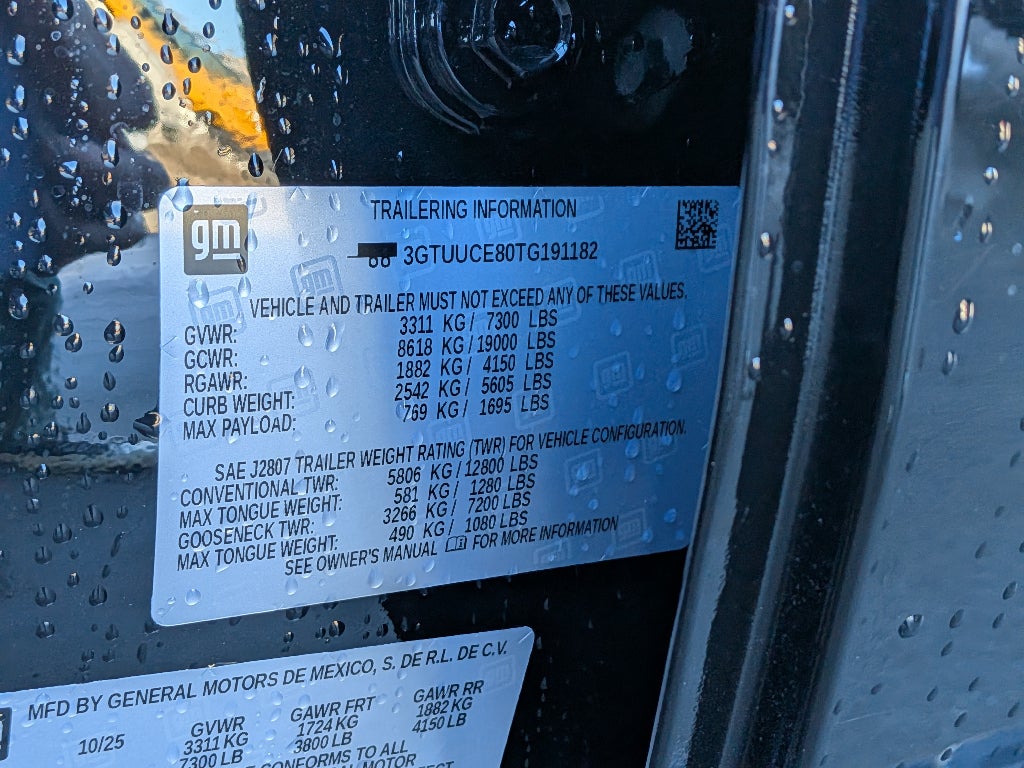 gm
TRAILERING INFORMATION
3GTUUCE80TG191182
VEHICLE AND TRAILER MUST NOT EXCEED ANY OF THESE VALUES.
GVWR: 3311 KG / 7300 LBS
GCWR: 8618 KG / 19000 LBS
RGAWR: 1882 KG / 4150 LBS
CURB WEIGHT: 2542 KG / 5605 LBS
MAX PAYLOAD: 769 KG / 1695 LBS
SAE J2807 TRAILER WEIGHT RATING (TWR) FOR VEHICLE CONFIGURATION.
CONVENTIONAL TWR: 5806 KG / 12800 LBS
MAX TONGUE WEIGHT: 581 KG / 1280 LBS
GOOSENECK TWR: 3266 KG / 7200 LBS
MAX TONGUE WEIGHT: 490 KG / 1080 LBS
SEE OWNER'S MANUAL FOR MORE INFORMATION
MFD BY GENERAL MOTORS DE MEXICO, S. DE R.L. DE C.V.
10/25 GVWR GAWR FRT GAWR RR
3311 KG 1724 KG 1882 KG
7300 LB 3800 LB 4150 LB
CONFORMS TO ALL
MOTOR